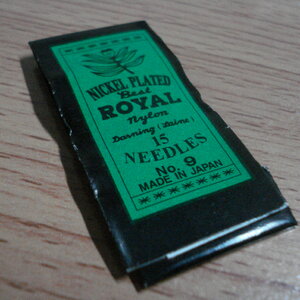 NICKEL PLATED
Best
ROYAL
Nylon
Darning (Laine)
15
NEEDLES
No. 9
MADE IN JAPAN